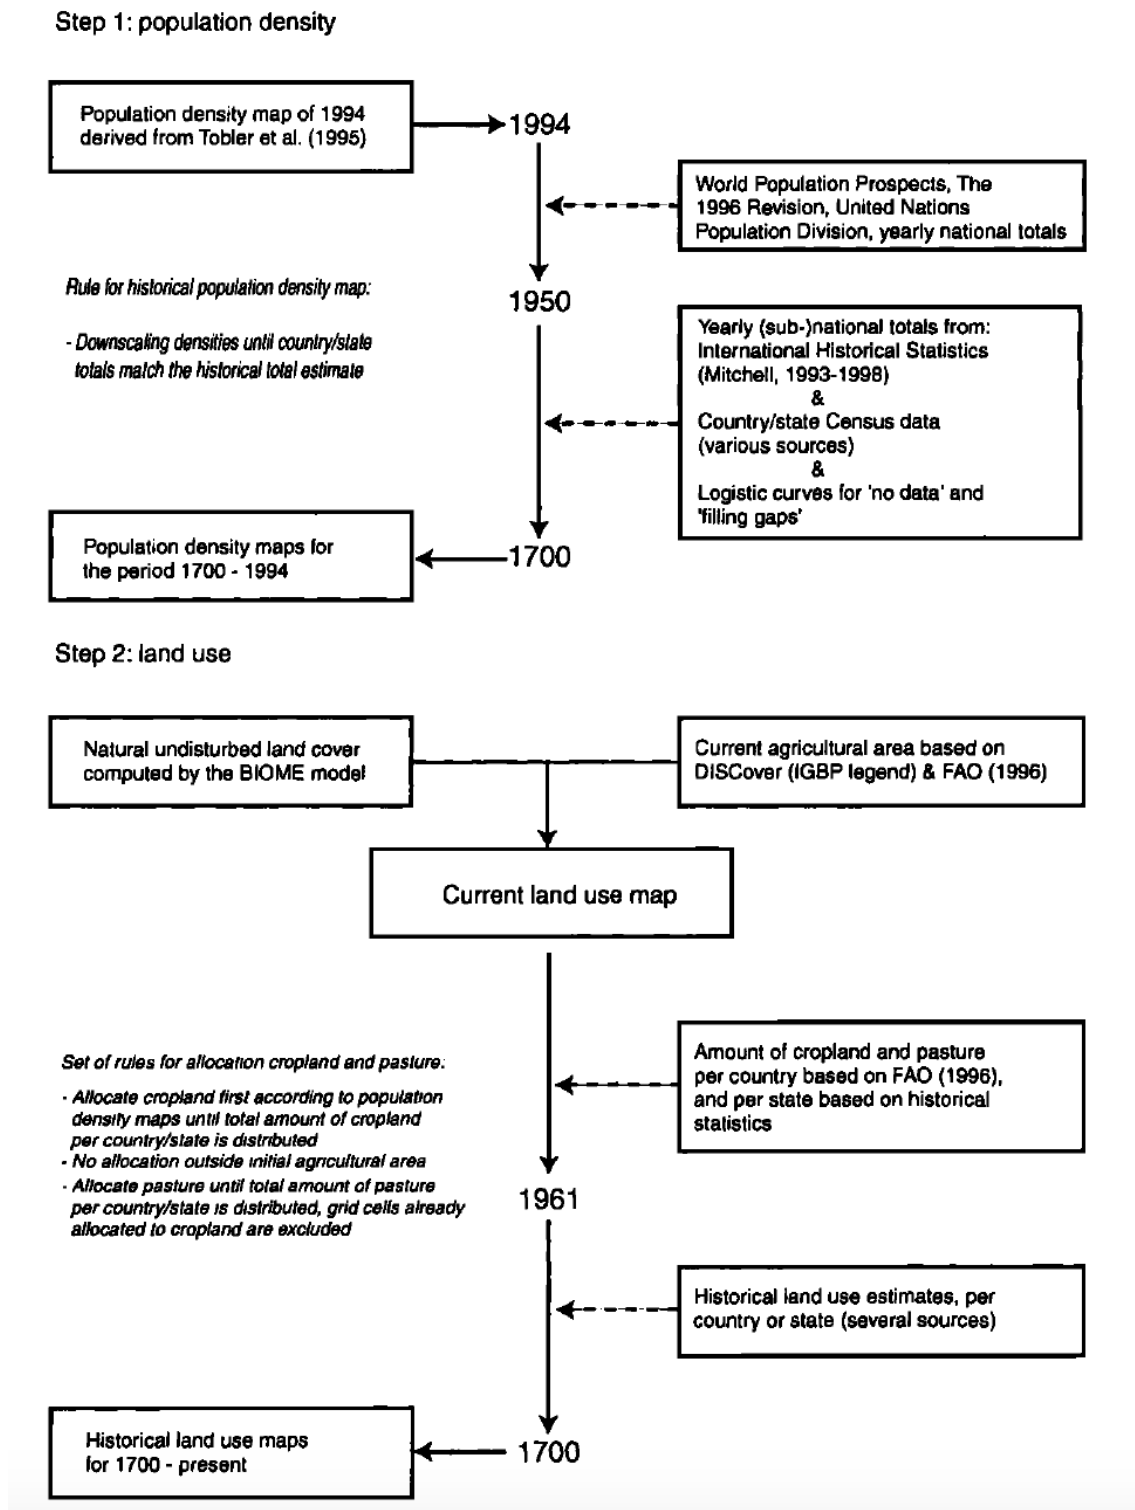 Step 1: population density
Population density map of 1994
derived from Tobler et al. (1995)
1994
World Population Prospects, The
1996 Revision, United Nations
Population Division, yearly national totals
Rule for historical population density map:
- Downscaling densities until country/state
totals match the historical total estimate
1950
Yearly (sub-)national totals from:
International Historical Statistics
(Mitchell, 1993-1998)
&
Country/state Census data
(various sources)
&
Logistic curves for 'no data' and
'filling gaps'
Population density maps for
the period 1700 - 1994
1700
Step 2: land use
Natural undisturbed land cover
computed by the BIOME model
Current agricultural area based on
DISCover (IGBP legend) & FAO (1996)
Current land use map
Amount of cropland and pasture
per country based on FAO (1996),
and per state based on historical
statistics
Set of rules for allocation cropland and pasture:
- Allocate cropland first according to population
density maps until total amount of cropland
per country/state is distributed
- No allocation outside initial agricultural area
- Allocate pasture until total amount of pasture
per country/state is distributed, grid cells already
allocated to cropland are excluded
1961
Historical land use estimates, per
country or state (several sources)
Historical land use maps
for 1700 - present
1700